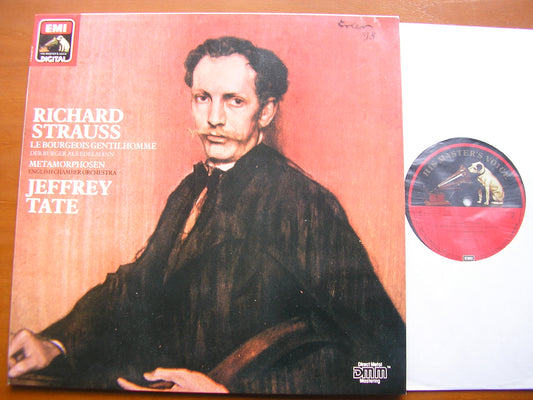 EMI
HIS MASTER'S VOICE
DIGITAL
RICHARD
STRAUSS
LE BOURGEOIS GENTILHOMME
DER BÜRGER ALS EDELMANN
METAMORPHOSEN
ENGLISH CHAMBER ORCHESTRA
JEFFREY
TATE
Direct Metal
DMM
Mastering
HIS MASTER'S VOICE
EMI